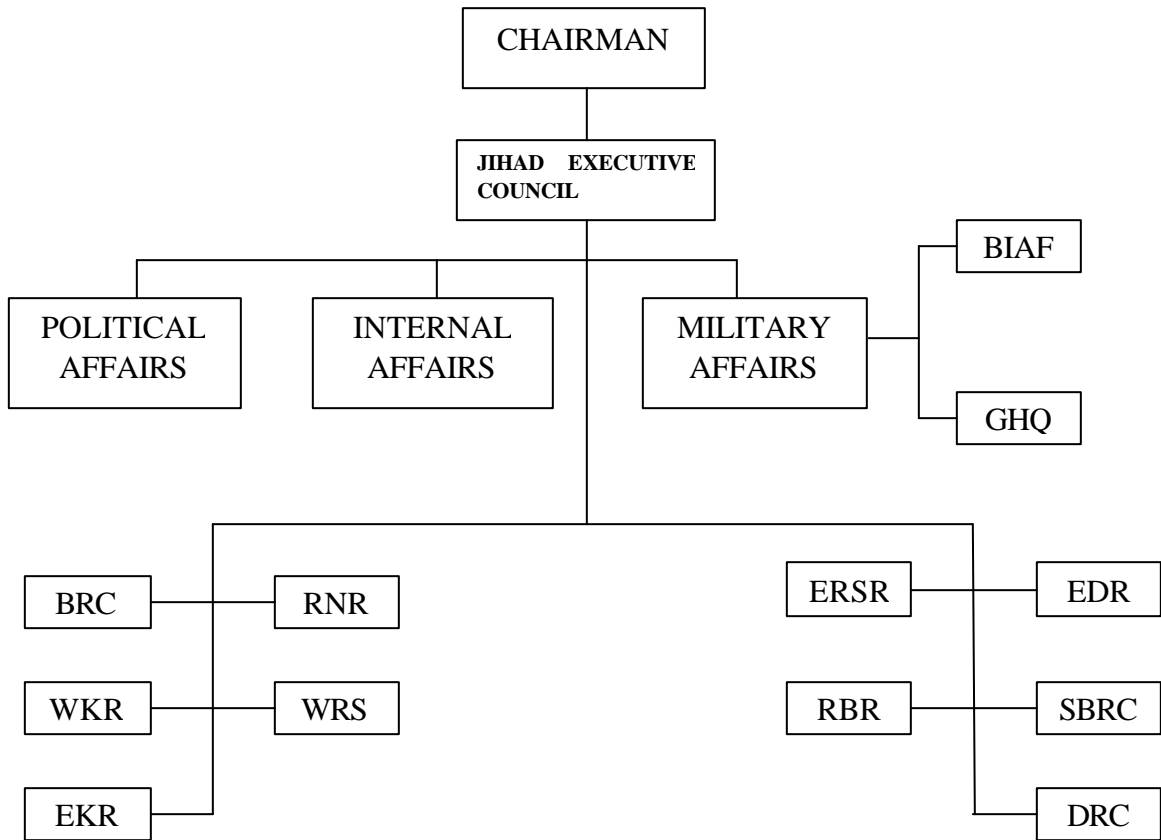 CHAIRMAN
JIHAD EXECUTIVE
COUNCIL
BIAF
POLITICAL
AFFAIRS
INTERNAL
AFFAIRS
MILITARY
AFFAIRS
GHQ
BRC
RNR
ERSR
EDR
WKR
WRS
RBR
SBRC
EKR
DRC